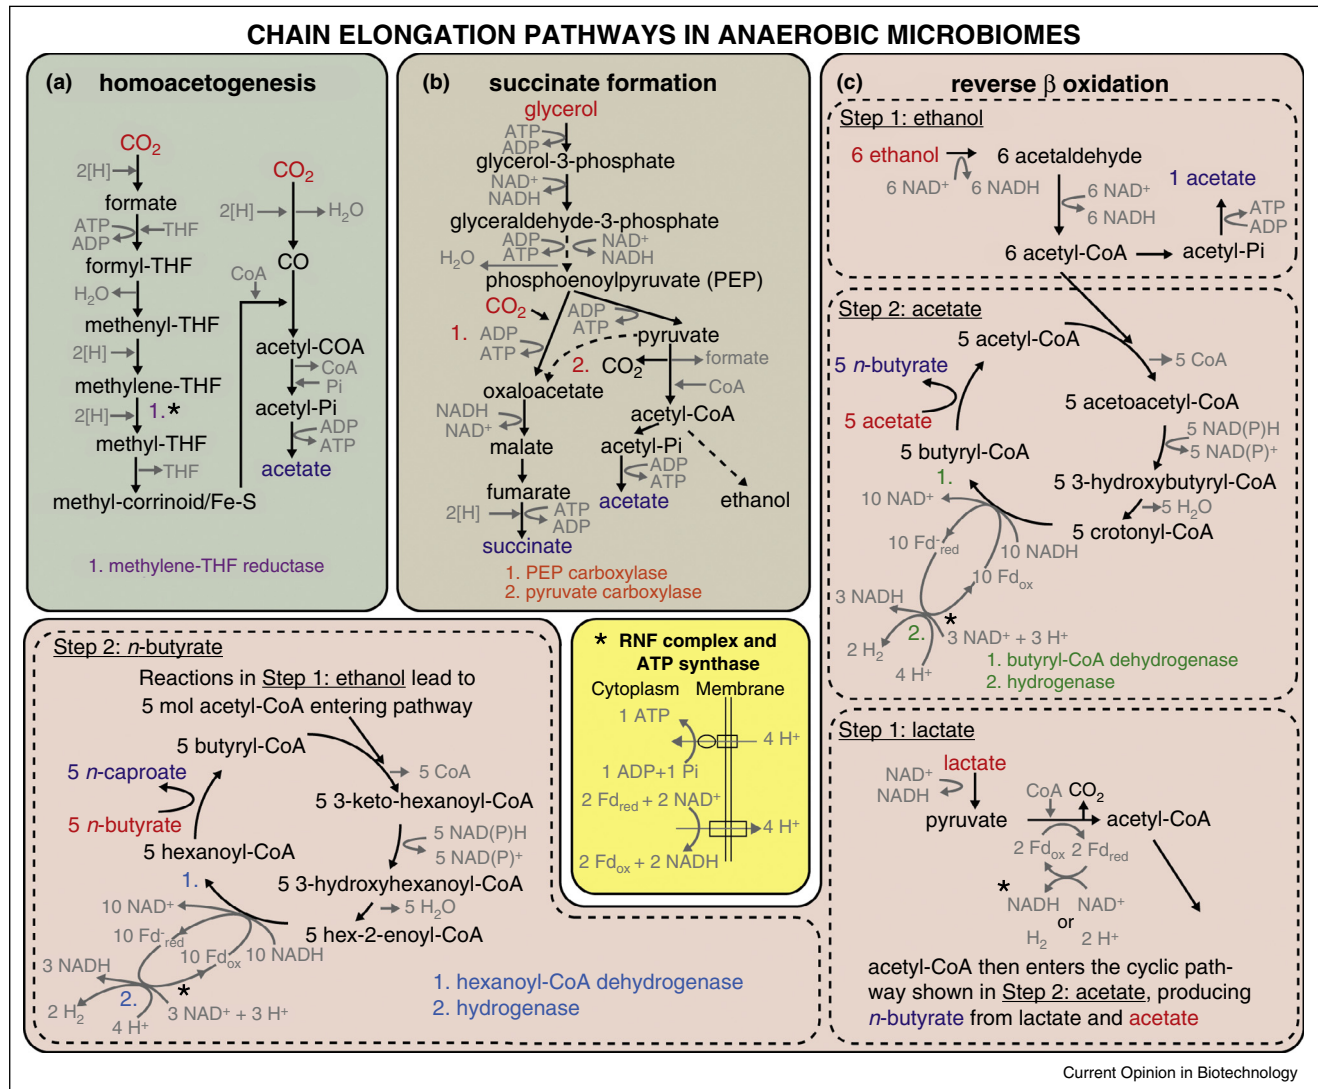 CHAIN ELONGATION PATHWAYS IN ANAEROBIC MICROBIOMES
(a) homoacetogenesis
CO2
2[H]
formate
ATP
ADP
THF
formyl-THF
H2O
methenyl-THF
2[H]
methylene-THF
2[H]
1.*
methyl-THF
THF
methyl-corrinoid/Fe-S
CO2
2[H]
H2O
CO
CoA
acetyl-COA
CoA
Pi
acetyl-Pi
ADP
ATP
acetate
1. methylene-THF reductase
(b) succinate formation
glycerol
ATP
ADP
glycerol-3-phosphate
NAD+
NADH
glyceraldehyde-3-phosphate
ADP
ATP
NAD+
NADH
H2O
phosphoenolpyruvate (PEP)
CO2
1.
ADP
ATP
ADP
ATP
pyruvate
2.
CO2
formate
CoA
oxaloacetate
NADH
NAD+
acetyl-CoA
malate
acetyl-Pi
ADP
ATP
fumarate
acetate
ethanol
2[H]
ATP
ADP
succinate
1. PEP carboxylase
2. pyruvate carboxylase
(c) reverse β oxidation
Step 1: ethanol
6 ethanol
6 acetaldehyde
6 NAD+
6 NADH
1 acetate
6 NAD+
6 NADH
ATP
ADP
6 acetyl-CoA
acetyl-Pi
Step 2: acetate
5 acetyl-CoA
5 CoA
5 n-butyrate
5 acetate
5 acetoacetyl-CoA
5 NAD(P)H
5 NAD(P)+
5 butyryl-CoA
1.
5 3-hydroxybutyryl-CoA
5 H2O
10 NAD+
5 crotonyl-CoA
10 Fd-red
10 NADH
10 Fdox
3 NADH
*
2.
3 NAD+ + 3 H+
2 H2
4 H+
1. butyryl-CoA dehydrogenase
2. hydrogenase
Step 2: n-butyrate
Reactions in Step 1: ethanol lead to
5 mol acetyl-CoA entering pathway
5 butyryl-CoA
5 CoA
5 n-caproate
5 3-keto-hexanoyl-CoA
5 n-butyrate
5 NAD(P)H
5 NAD(P)+
5 hexanoyl-CoA
1.
5 3-hydroxyhexanoyl-CoA
5 H2O
10 NAD+
5 hex-2-enoyl-CoA
10 Fd-red
10 Fdox
10 NADH
3 NADH
2.
*
2 H2
4 H+
3 NAD+ + 3 H+
1. hexanoyl-CoA dehydrogenase
2. hydrogenase
* RNF complex and
ATP synthase
Cytoplasm Membrane
1 ATP
4 H+
1 ADP+1 Pi
2 Fdred + 2 NAD+
4 H+
2 Fdox + 2 NADH
Step 1: lactate
lactate
NAD+
NADH
CoA
CO2
pyruvate
acetyl-CoA
2 Fdox
2 Fdred
*
NADH
NAD+
or
H2
2 H+
acetyl-CoA then enters the cyclic path-
way shown in Step 2: acetate, producing
n-butyrate from lactate and acetate
Current Opinion in Biotechnology